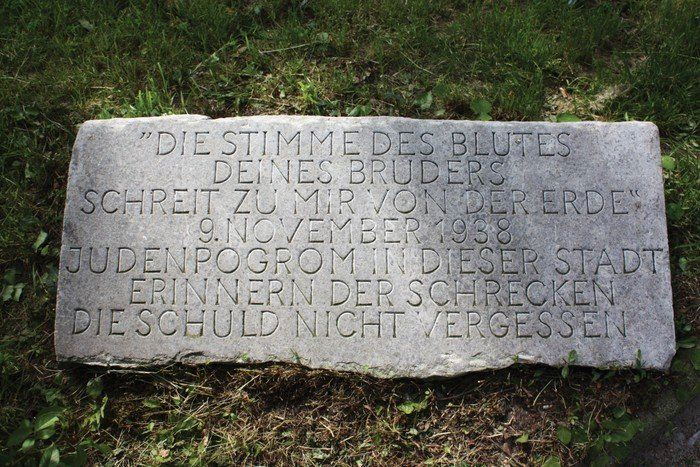 "DIE STIMME DES BLUTES
DEINES BRUDERS
SCHREIT ZU MIR VON DER ERDE"
9. NOVEMBER 1938
JUDENPOGROM IN DIESER STADT
ERINNERN DER SCHRECKEN
DIE SCHULD NICHT VERGESSEN